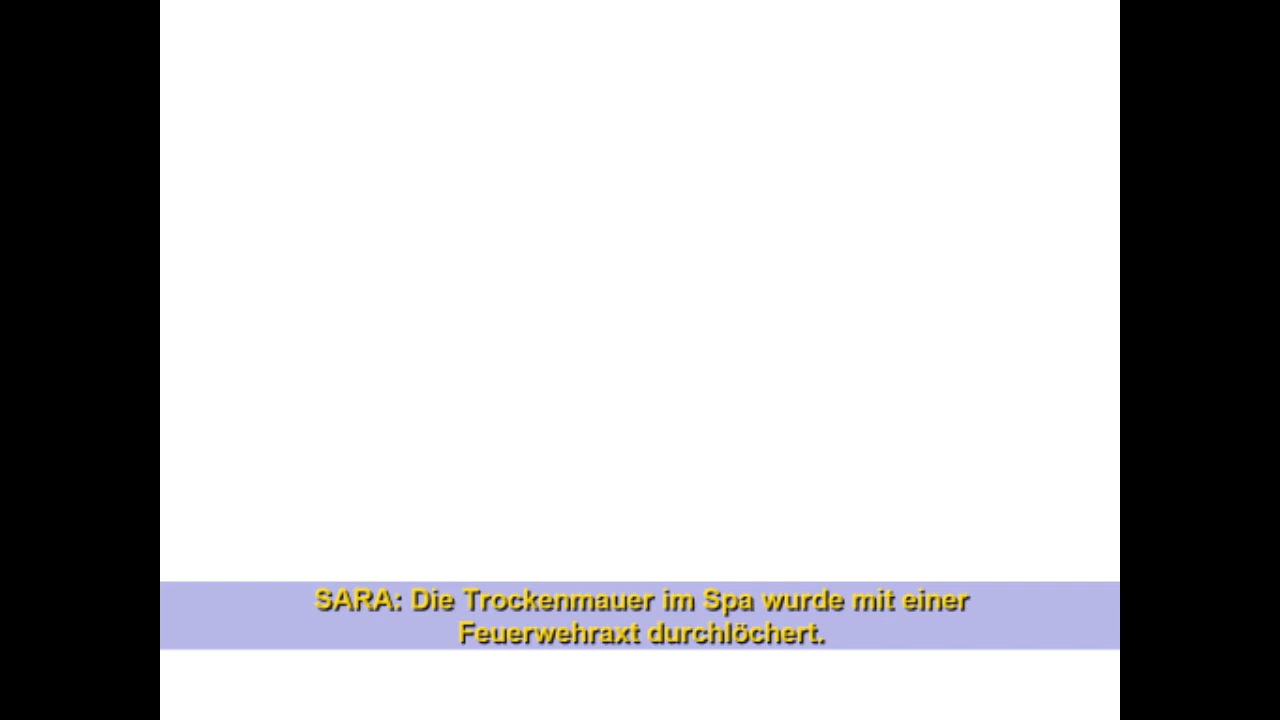 SARA: Die Trockenmauer im Spa wurde mit einer
Feuerwehraxt durchlöchert.